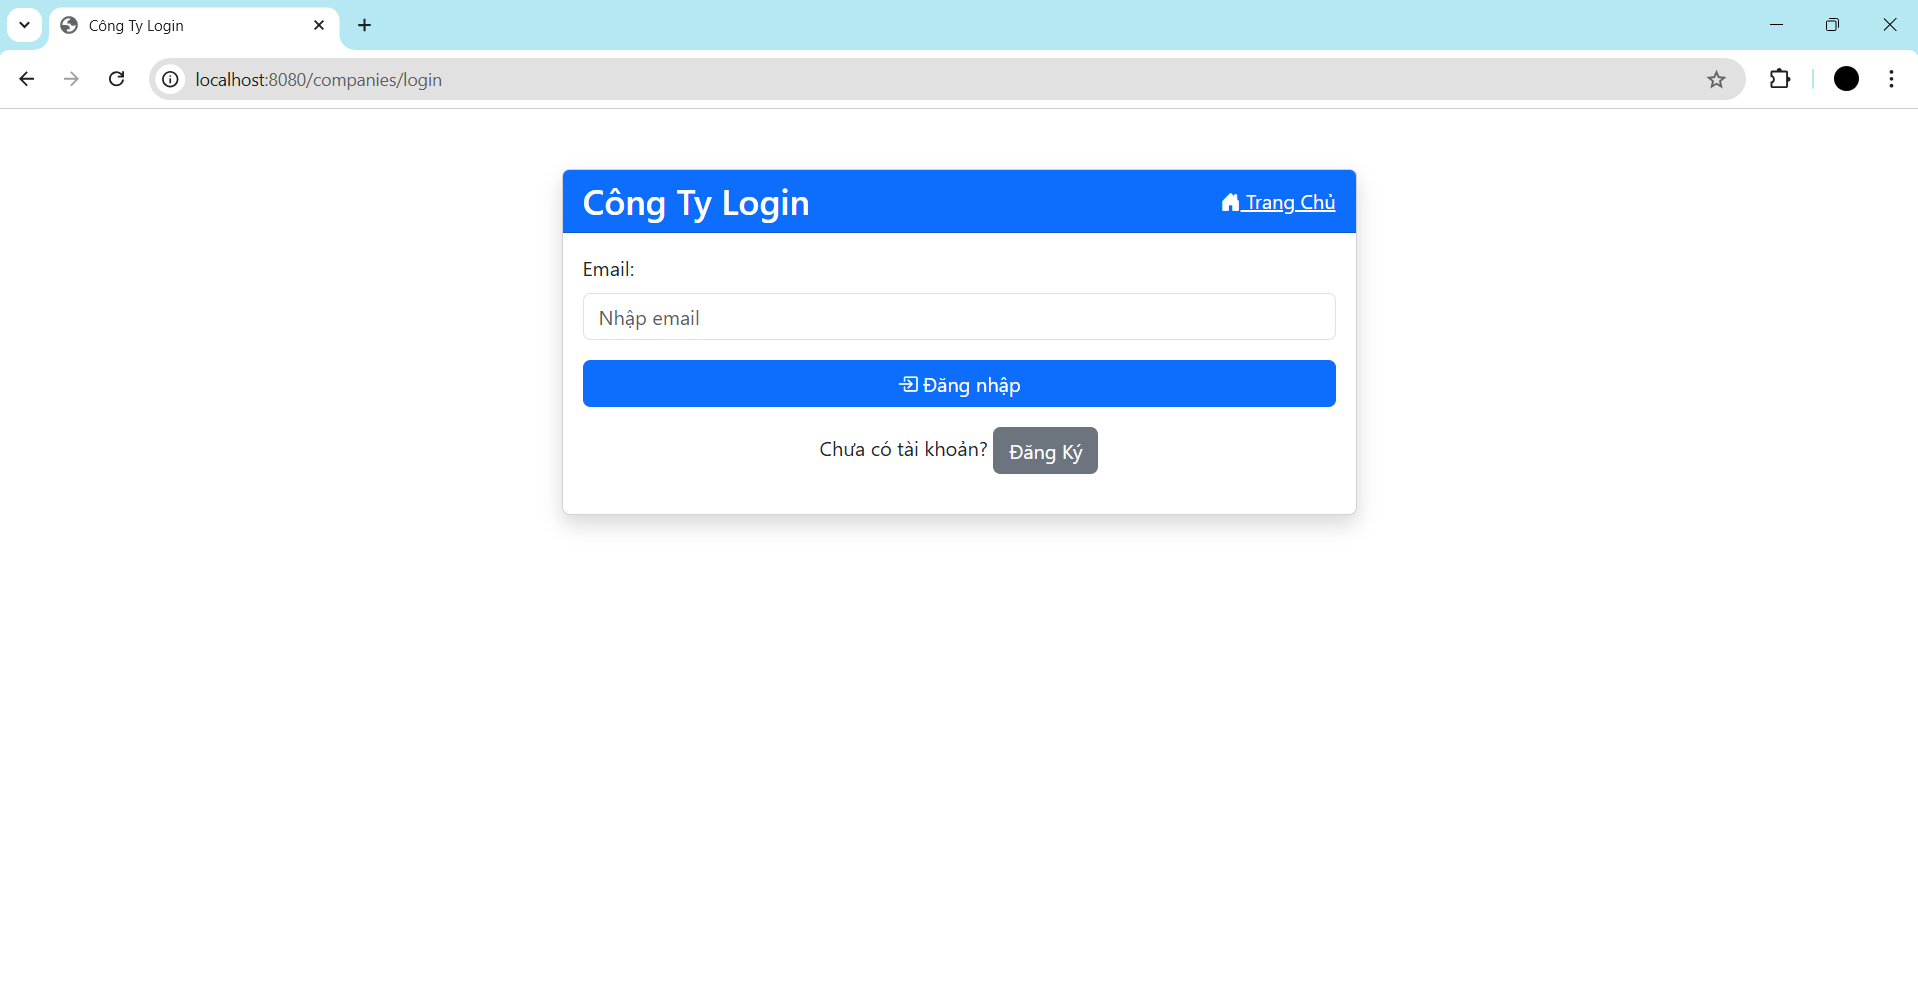 Công Ty Login
localhost:8080/companies/login
Công Ty Login
Trang Chủ
Email:
Nhập email
Đăng nhập
Chưa có tài khoản? Đăng Ký